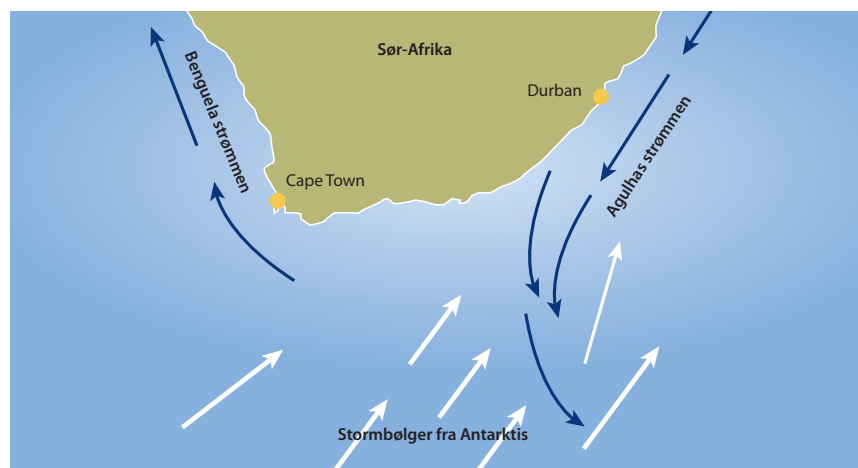 Sør-Afrika
Benguela strømmen
Durban
Agulhas strømmen
Cape Town
Stormbølger fra Antarktis